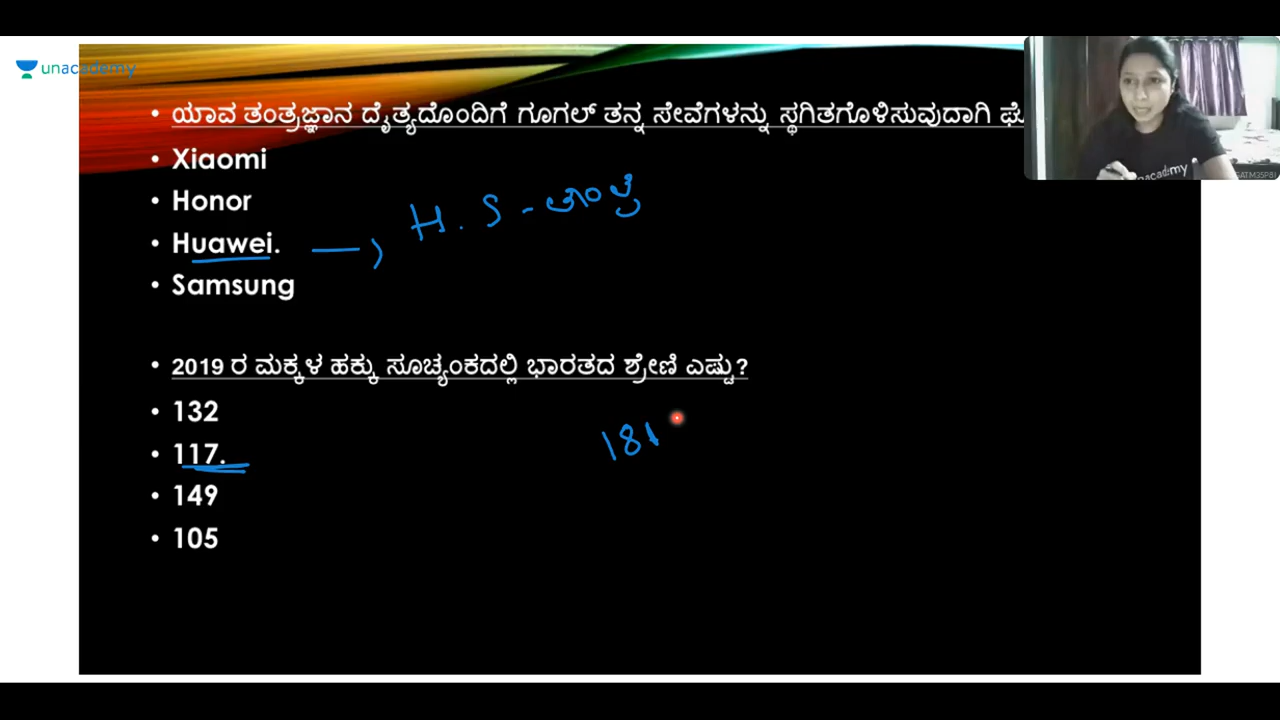 unacademy
• ಯಾವ ತಂತ್ರಜ್ಞಾನ ದೈತ್ಯದೊಂದಿಗೆ ಗೂಗಲ್ ತನ್ನ ಸೇವೆಗಳನ್ನು ಸ್ಥಗಿತಗೊಳಿಸುವುದಾಗಿ
• Xiaomi
• Honor
• Huawei.
H. S -
• Samsung
• 2019 ರ ಮಕ್ಕಳ ಹಕ್ಕು ಸೂಚ್ಯಂಕದಲ್ಲಿ ಭಾರತದ ಶ್ರೇಣಿ ಎಷ್ಟು?
• 132
• 117.
181
• 149
• 105